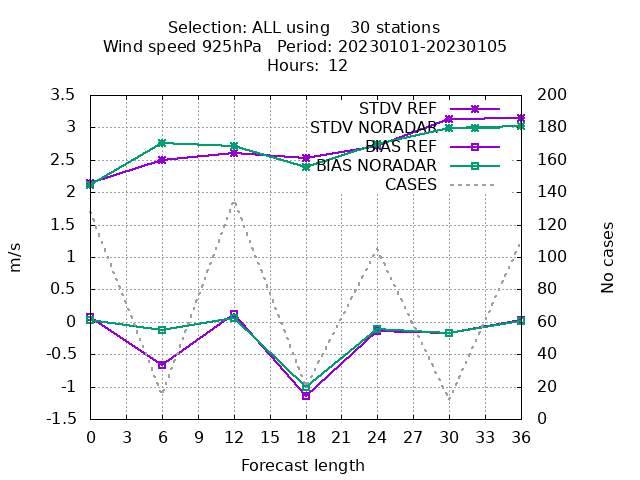 Selection: ALL using    30 stations
Wind speed 925hPa   Period: 20230101-20230105
Hours: 12
3.5
3
2.5
2
1.5
1
0.5
0
-0.5
-1
-1.5
200
180
160
140
120
100
80
60
40
20
0
STDV REF
STDV NORADAR
BIAS REF
BIAS NORADAR
CASES
m/s
No cases
0 3 6 9 12 15 18 21 24 27 30 33 36
Forecast length